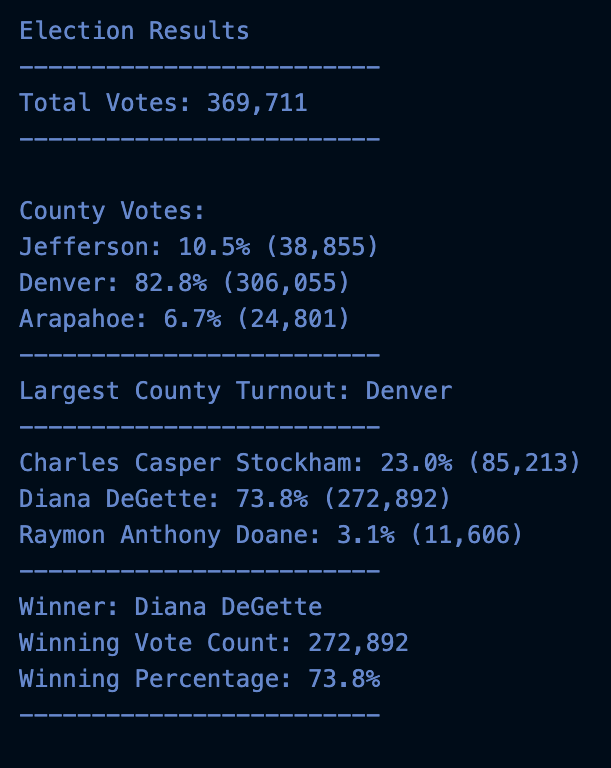 Election Results
-------------------------
Total Votes: 369,711
-------------------------

County Votes:
Jefferson: 10.5% (38,855)
Denver: 82.8% (306,055)
Arapahoe: 6.7% (24,801)
-------------------------
Largest County Turnout: Denver
-------------------------
Charles Casper Stockham: 23.0% (85,213)
Diana DeGette: 73.8% (272,892)
Raymon Anthony Doane: 3.1% (11,606)
-------------------------
Winner: Diana DeGette
Winning Vote Count: 272,892
Winning Percentage: 73.8%
-------------------------